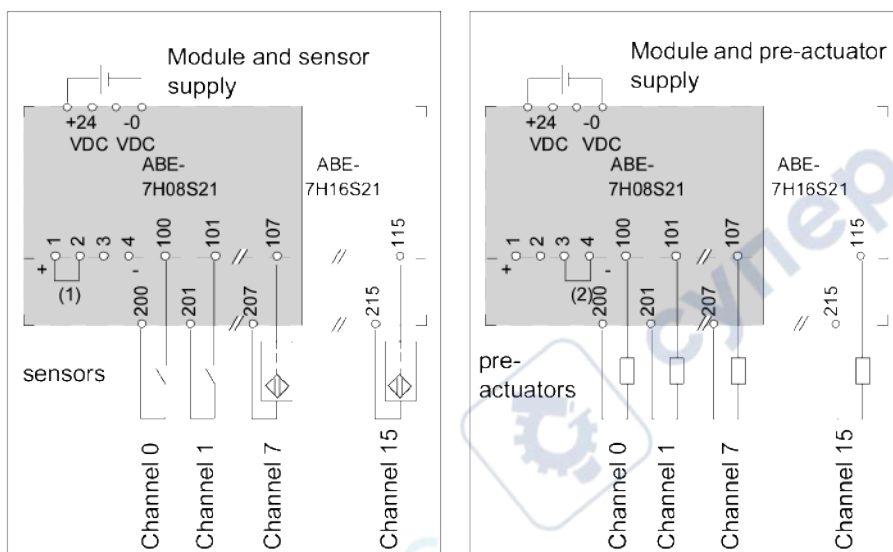 Module and sensor
supply
+24 -0
VDC VDC
ABE-
7H08S21
ABE-
7H16S21
1 2 3 4 100 101 // 107 // 115
+ -
(1)
200 201 // 207 // 215
sensors
Channel 0
Channel 1
Channel 7
Channel 15
Module and pre-actuator
supply
+24 -0
VDC VDC
ABE-
7H08S21
ABE-
7H16S21
1 2 3 4 100 101 // 107 115
+ -
(2)
200 201 // 207 // 215
pre-
actuators
Channel 0
Channel 1
Channel 7
Channel 15
супер